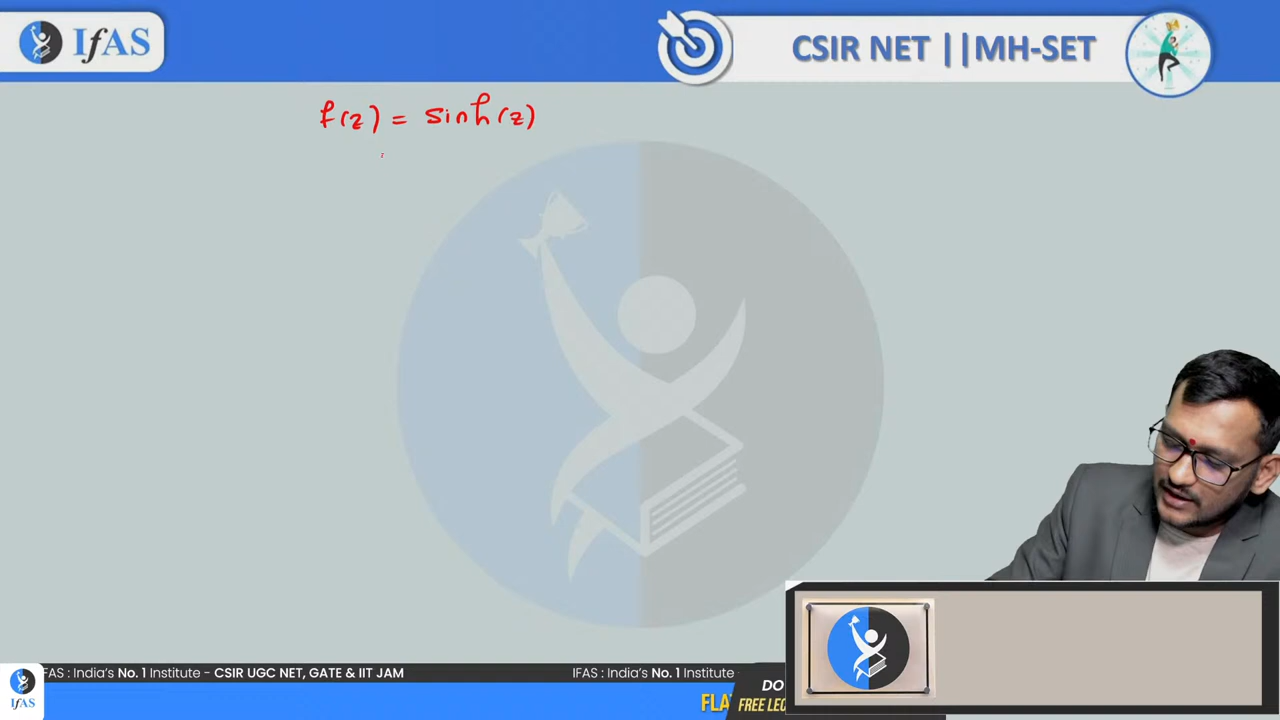 IfAS
CSIR NET ||MH-SET
f(z) = sinh(z)
FAS : India's No. 1 Institute - CSIR UGC NET, GATE & IIT JAM
IFAS : India's No. 1 Institute -
IFAS
DO
FLA
FREE LEC